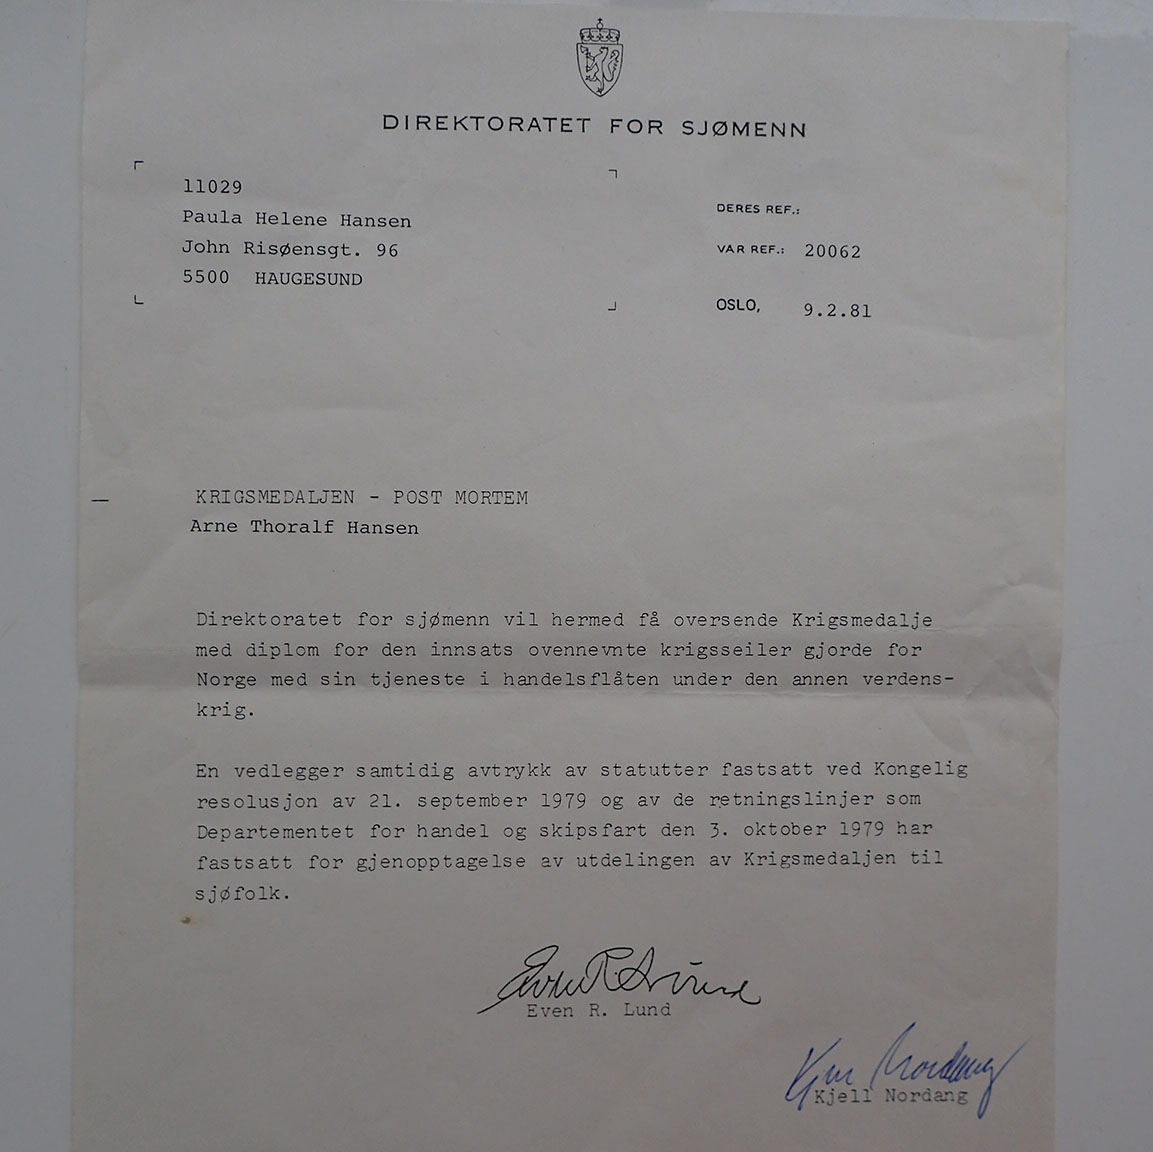 DIREKTORATET FOR SJØMENN
11029
Paula Helene Hansen
John Risøensgt. 96
5500 HAUGESUND
DERES REF.:
VAR REF.: 20062
OSLO, 9.2.81
KRIGSMEDALJEN - POST MORTEM
Arne Thoralf Hansen
Direktoratet for sjømenn vil hermed få oversende Krigsmedalje
med diplom for den innsats ovennevnte krigsseiler gjorde for
Norge med sin tjeneste i handelsflåten under den annen verdens-
krig.
En vedlegger samtidig avtrykk av statutter fastsatt ved Kongelig
resolusjon av 21. september 1979 og av de retningslinjer som
Departementet for handel og skipsfart den 3. oktober 1979 har
fastsatt for gjenopptagelse av utdelingen av Krigsmedaljen til
sjøfolk.
Even R. Lund
Kjell Nordang